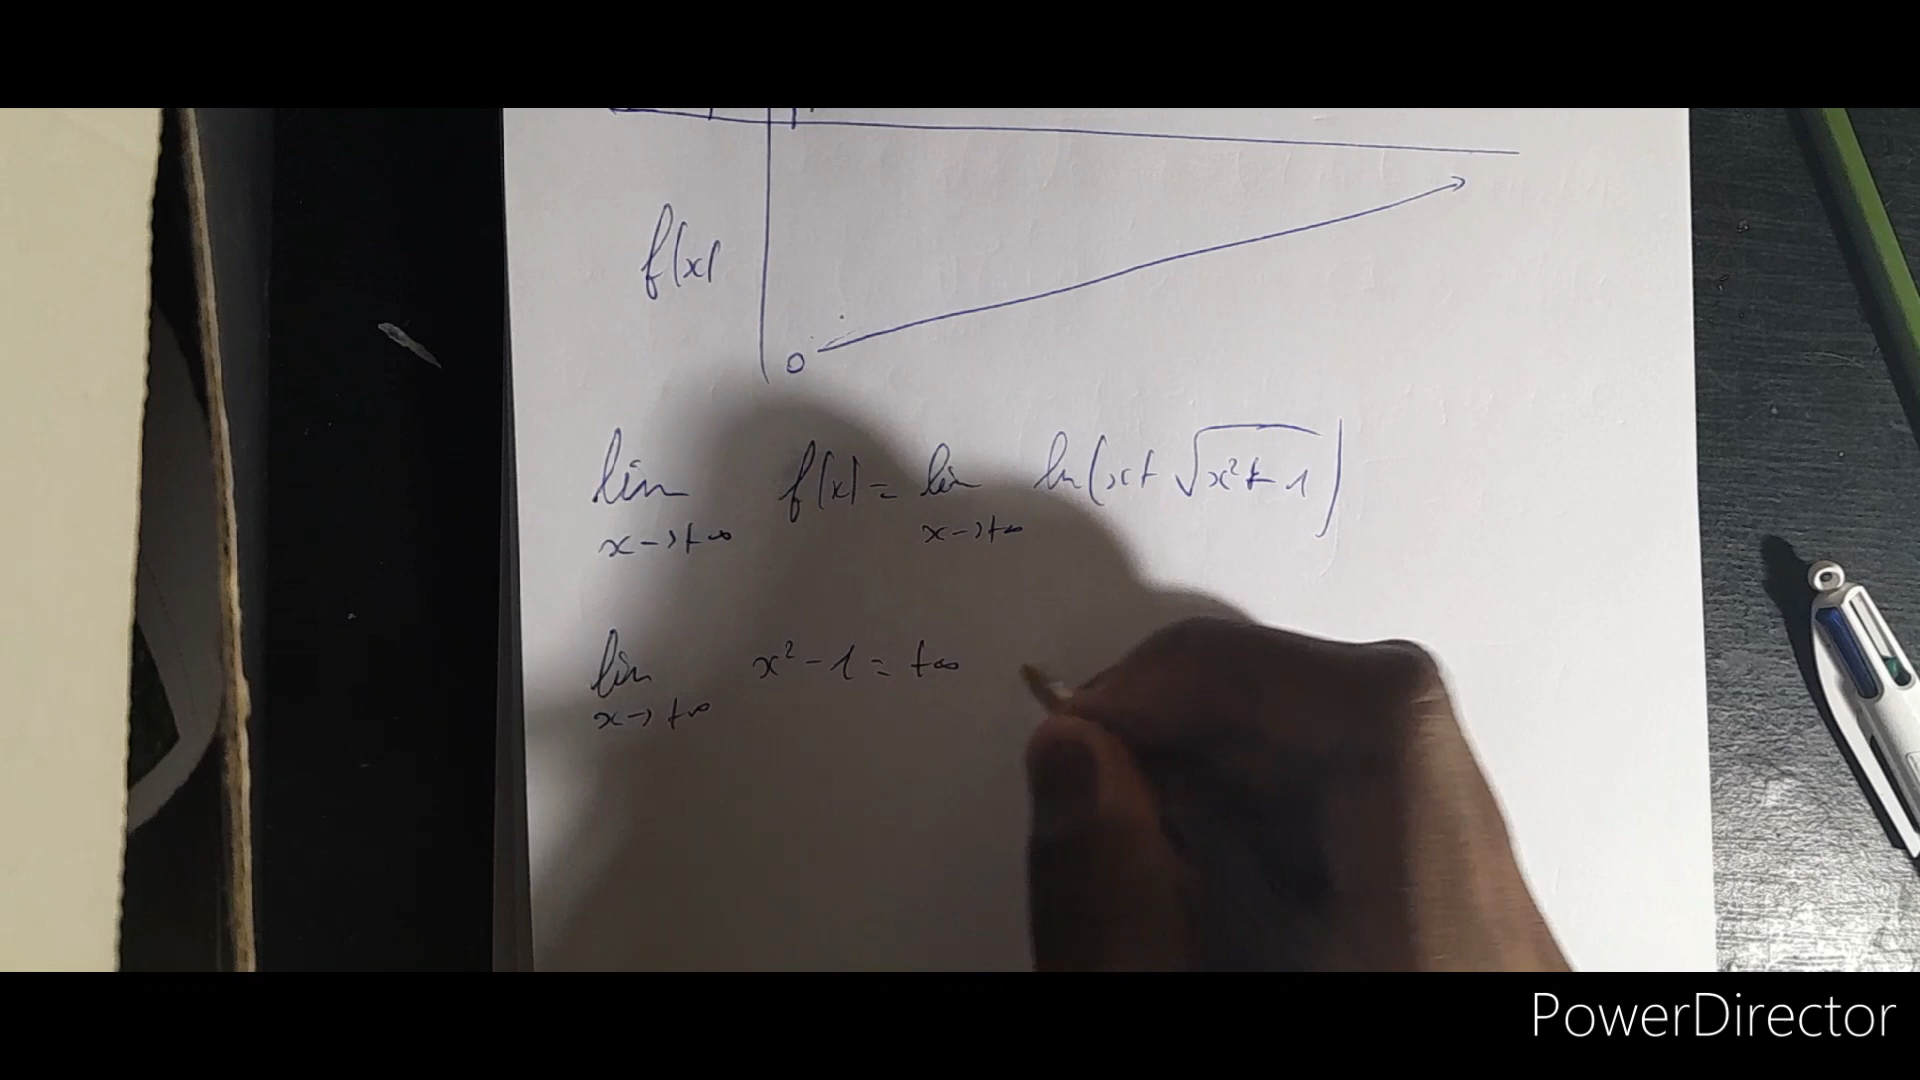 f(x)
0
lim f(x) = lim ln(x+ √x²-1)
x→+∞ x→+∞
lim x²-1 = +∞
x→+∞
PowerDirector